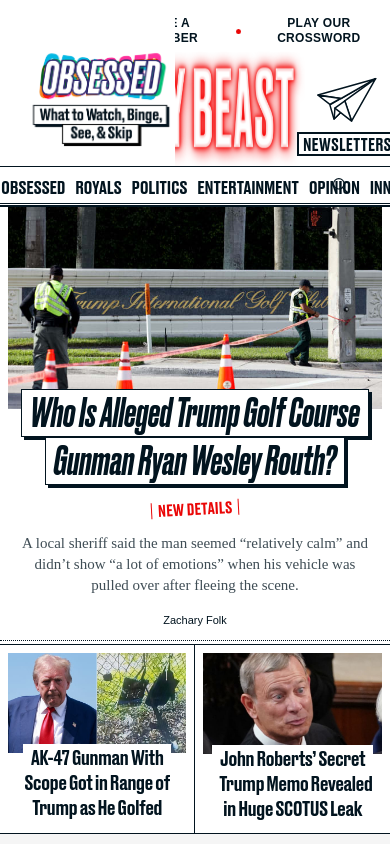 E A
BER
PLAY OUR
CROSSWORD
OBSESSED
What to Watch, Binge,
See, & Skip
Y BEAST
NEWSLETTERS
OBSESSED ROYALS POLITICS ENTERTAINMENT OPINION INN
Trump International Golf Club
Who Is Alleged Trump Golf Course
Gunman Ryan Wesley Routh?
NEW DETAILS
A local sheriff said the man seemed “relatively calm” and
didn’t show “a lot of emotions” when his vehicle was
pulled over after fleeing the scene.
Zachary Folk
AK-47 Gunman With
Scope Got in Range of
Trump as He Golfed
John Roberts’ Secret
Trump Memo Revealed
in Huge SCOTUS Leak